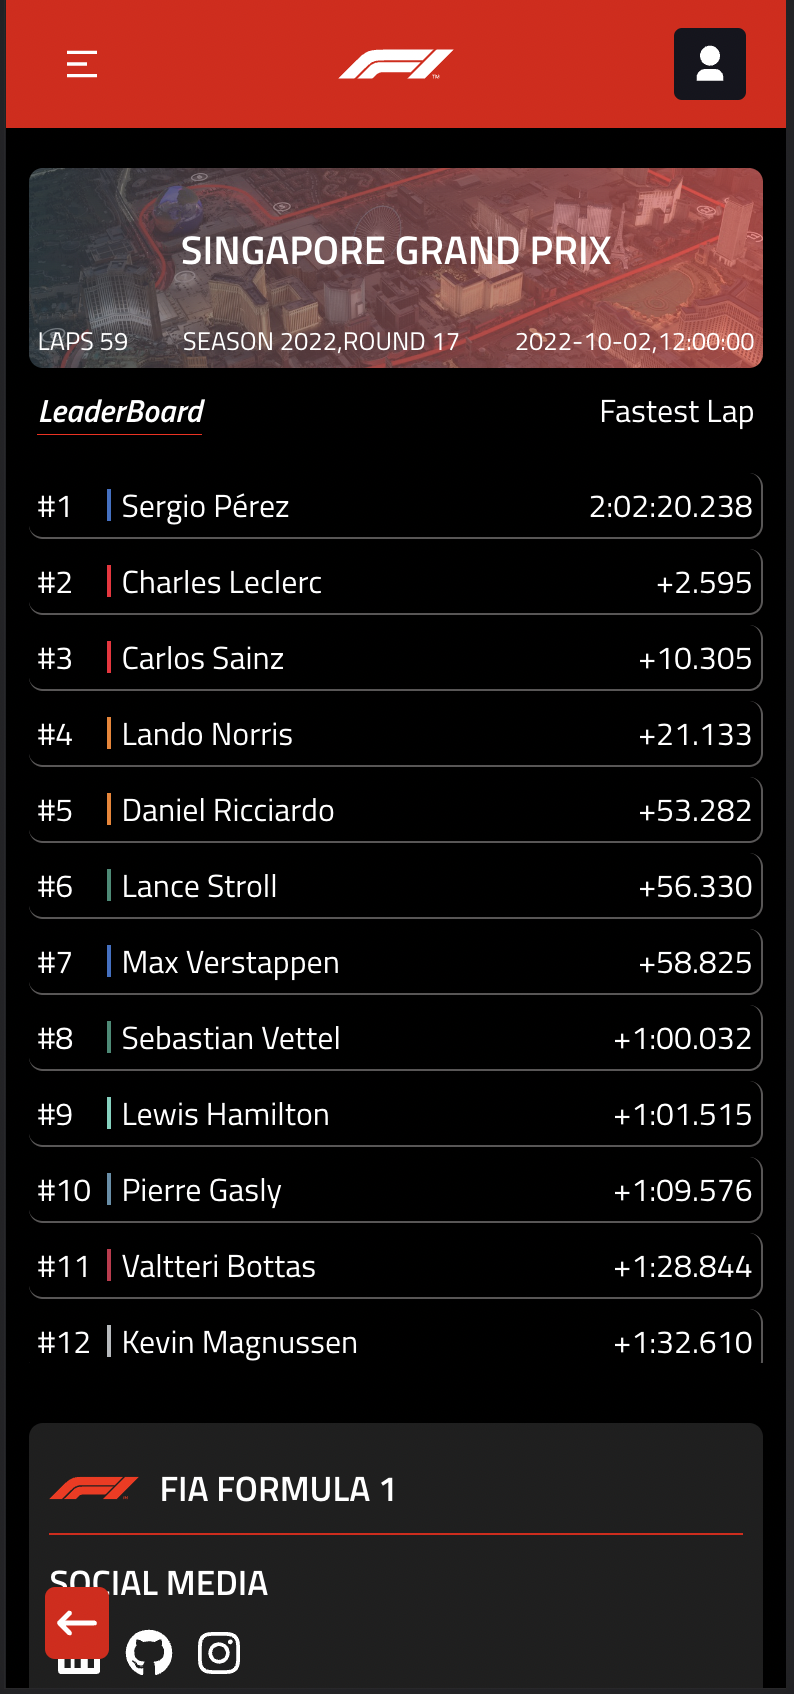 SINGAPORE GRAND PRIX
LAPS 59 SEASON 2022,ROUND 17 2022-10-02,12:00:00
LeaderBoard Fastest Lap
#1 Sergio Pérez 2:02:20.238
#2 Charles Leclerc +2.595
#3 Carlos Sainz +10.305
#4 Lando Norris +21.133
#5 Daniel Ricciardo +53.282
#6 Lance Stroll +56.330
#7 Max Verstappen +58.825
#8 Sebastian Vettel +1:00.032
#9 Lewis Hamilton +1:01.515
#10 Pierre Gasly +1:09.576
#11 Valtteri Bottas +1:28.844
#12 Kevin Magnussen +1:32.610
FIA FORMULA 1
SOCIAL MEDIA